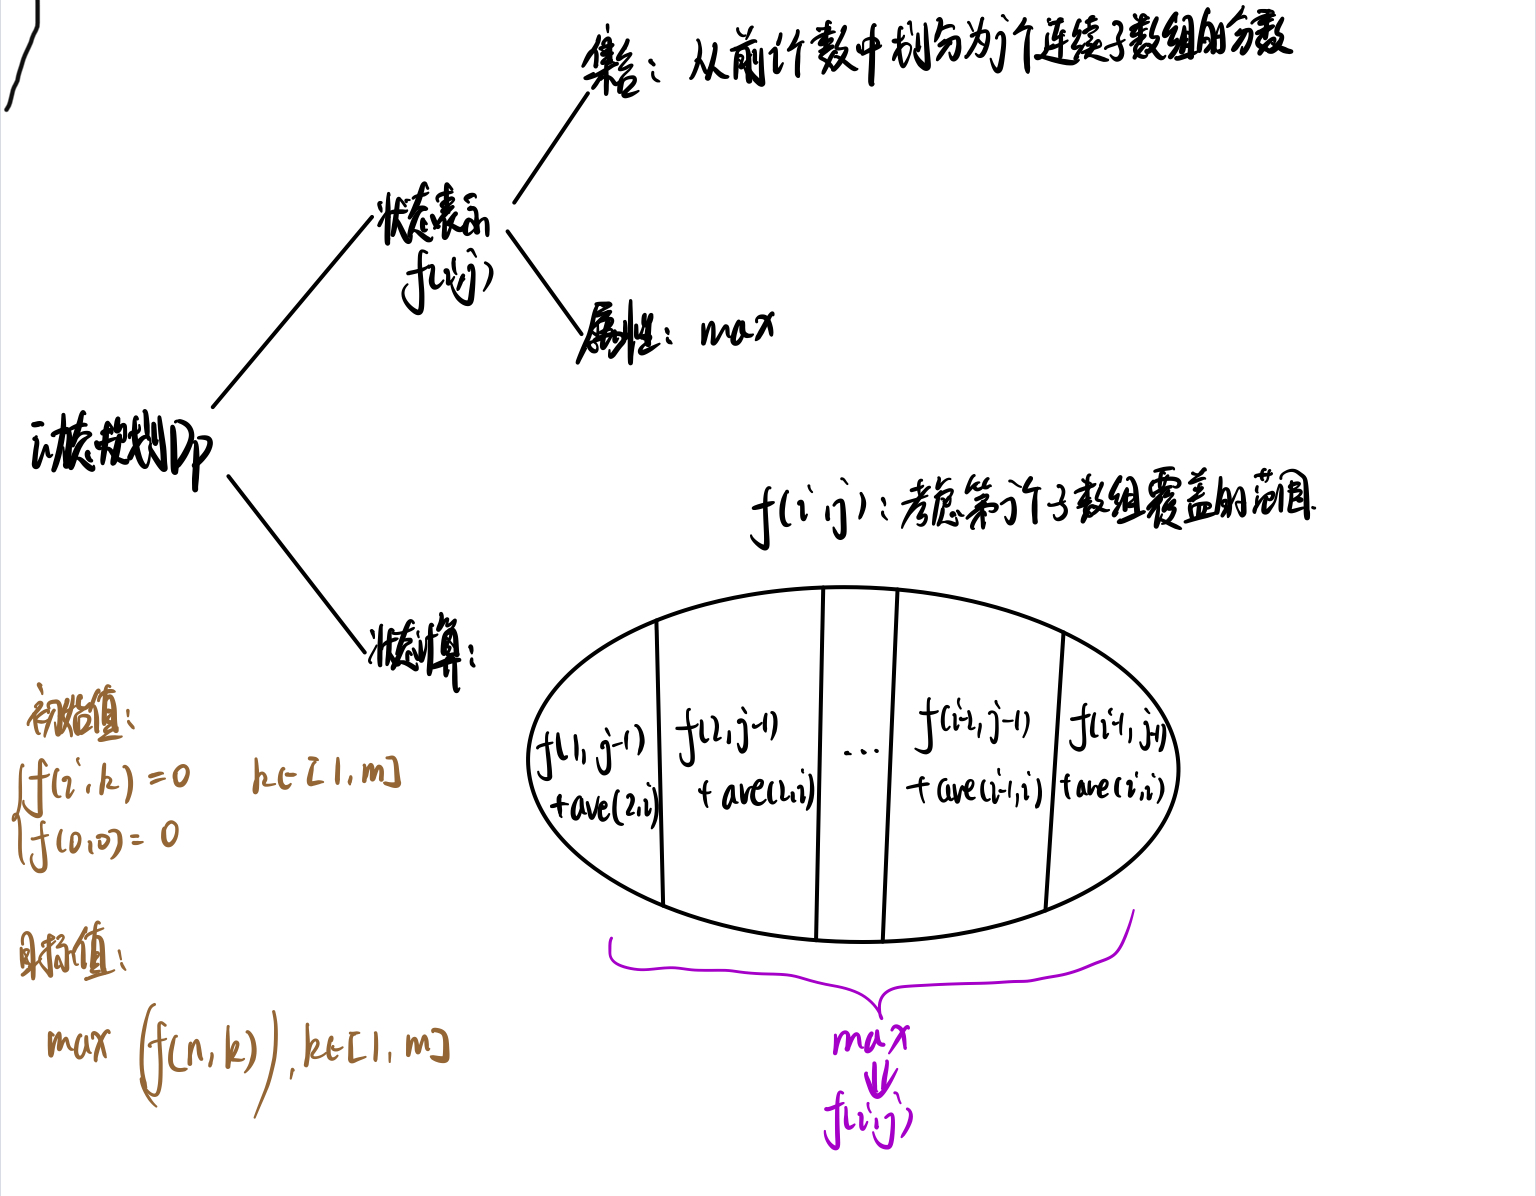 集合：从前i个数中划分为j个连续子数组的分数
状态表示
f(i,j)
属性：max
动态规划Dp
f(i,j)：考虑第j个子数组覆盖的范围.
状态计算：
f(1,j-1)
+ave(2,i)
f(2,j-1)
+ave(2,i)
...
f(i-2,j-1)
+ave(i-1,i)
f(i-1,j-1)
+ave(i,i)
初始值：
f(i,k)=0 k∈[1,m]
f(0,0)=0
目标值：
max (f(n,k)),k∈[1,m]
max
f(i,j)